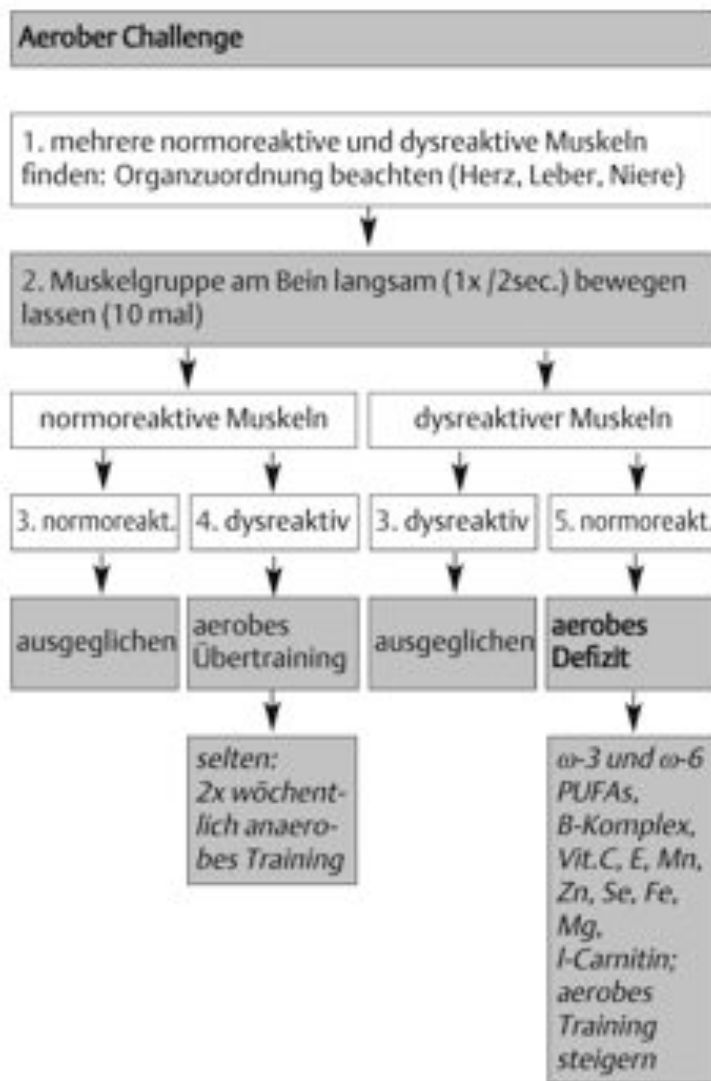 Aerober Challenge
1. mehrere normoreaktive und dysreaktive Muskeln
finden: Organzuordnung beachten (Herz, Leber, Niere)
2. Muskelgruppe am Bein langsam (1x /2sec.) bewegen
lassen (10 mal)
normoreaktive Muskeln
dysreaktiver Muskeln
3. normoreakt.
4. dysreaktiv
3. dysreaktiv
5. normoreakt.
ausgeglichen
aerobes
Übertraining
ausgeglichen
aerobes
Defizit
selten:
2x wöchent-
lich anaero-
bes Training
ω-3 und ω-6
PUFAs,
B-Komplex,
Vit.C, E, Mn,
Zn, Se, Fe,
Mg,
l-Carnitin;
aerobes
Training
steigern